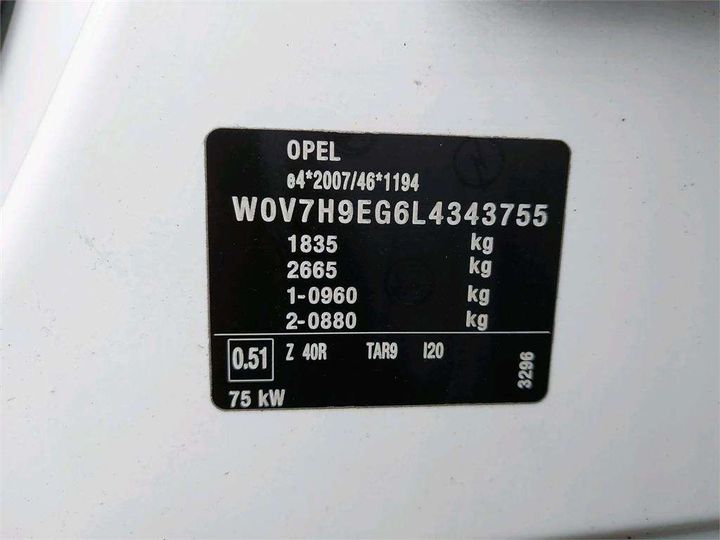 OPEL
e4*2007/46*1194
W0V7H9EG6L4343755
1835 kg
2665 kg
1-0960 kg
2-0880 kg
0.51 Z 40R TAR9 I20
75 kW
3296